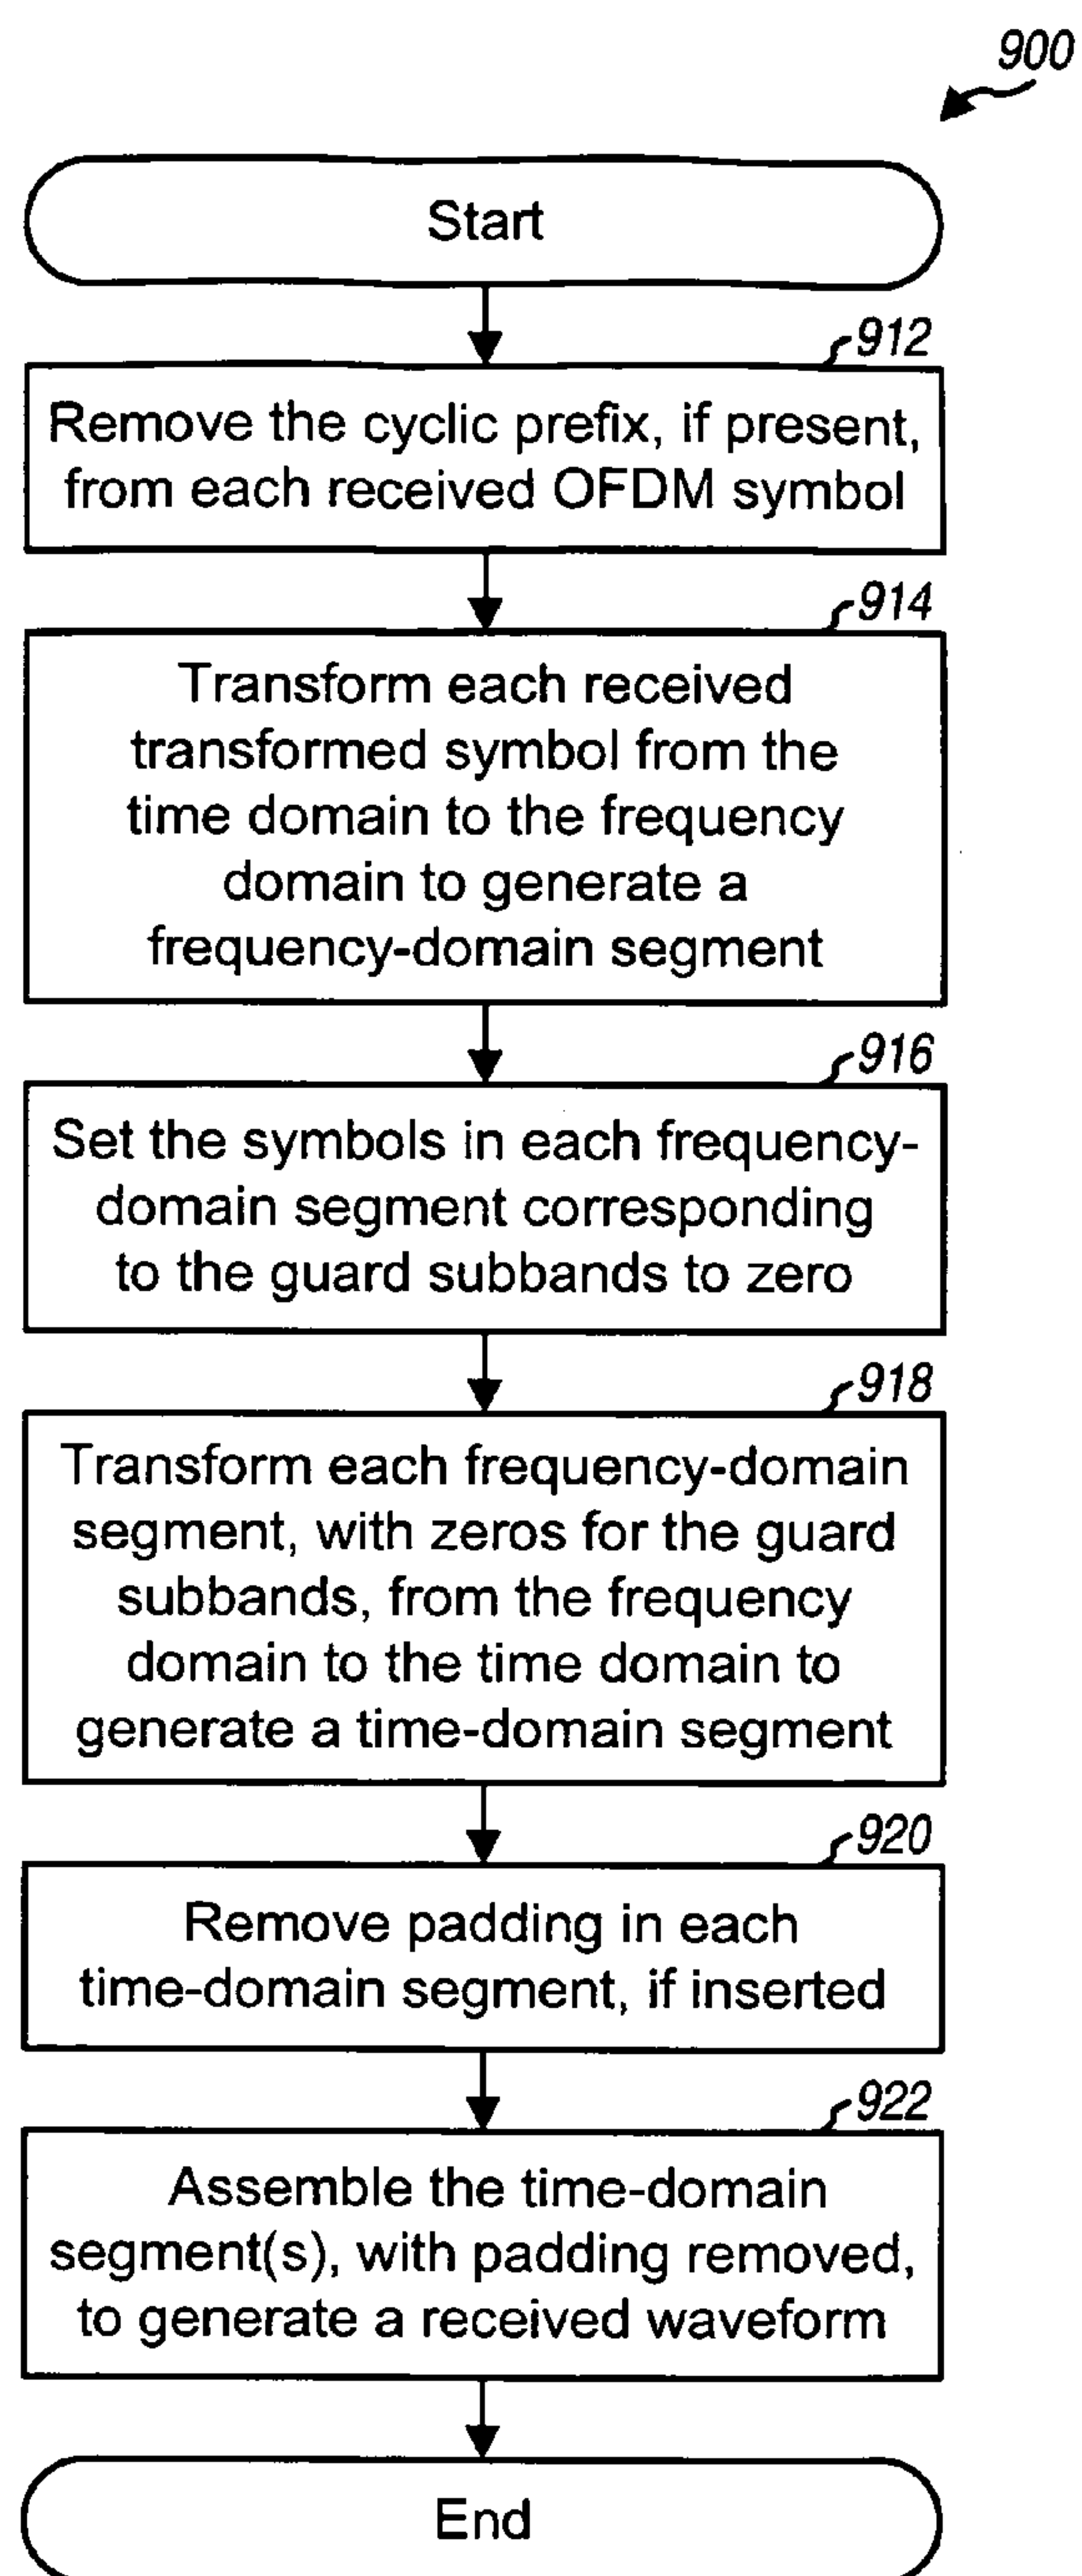 900
Start
912
Remove the cyclic prefix, if present,
from each received OFDM symbol
914
Transform each received
transformed symbol from the
time domain to the frequency
domain to generate a
frequency-domain segment
916
Set the symbols in each frequency-
domain segment corresponding
to the guard subbands to zero
918
Transform each frequency-domain
segment, with zeros for the guard
subbands, from the frequency
domain to the time domain to
generate a time-domain segment
920
Remove padding in each
time-domain segment, if inserted
922
Assemble the time-domain
segment(s), with padding removed,
to generate a received waveform
End